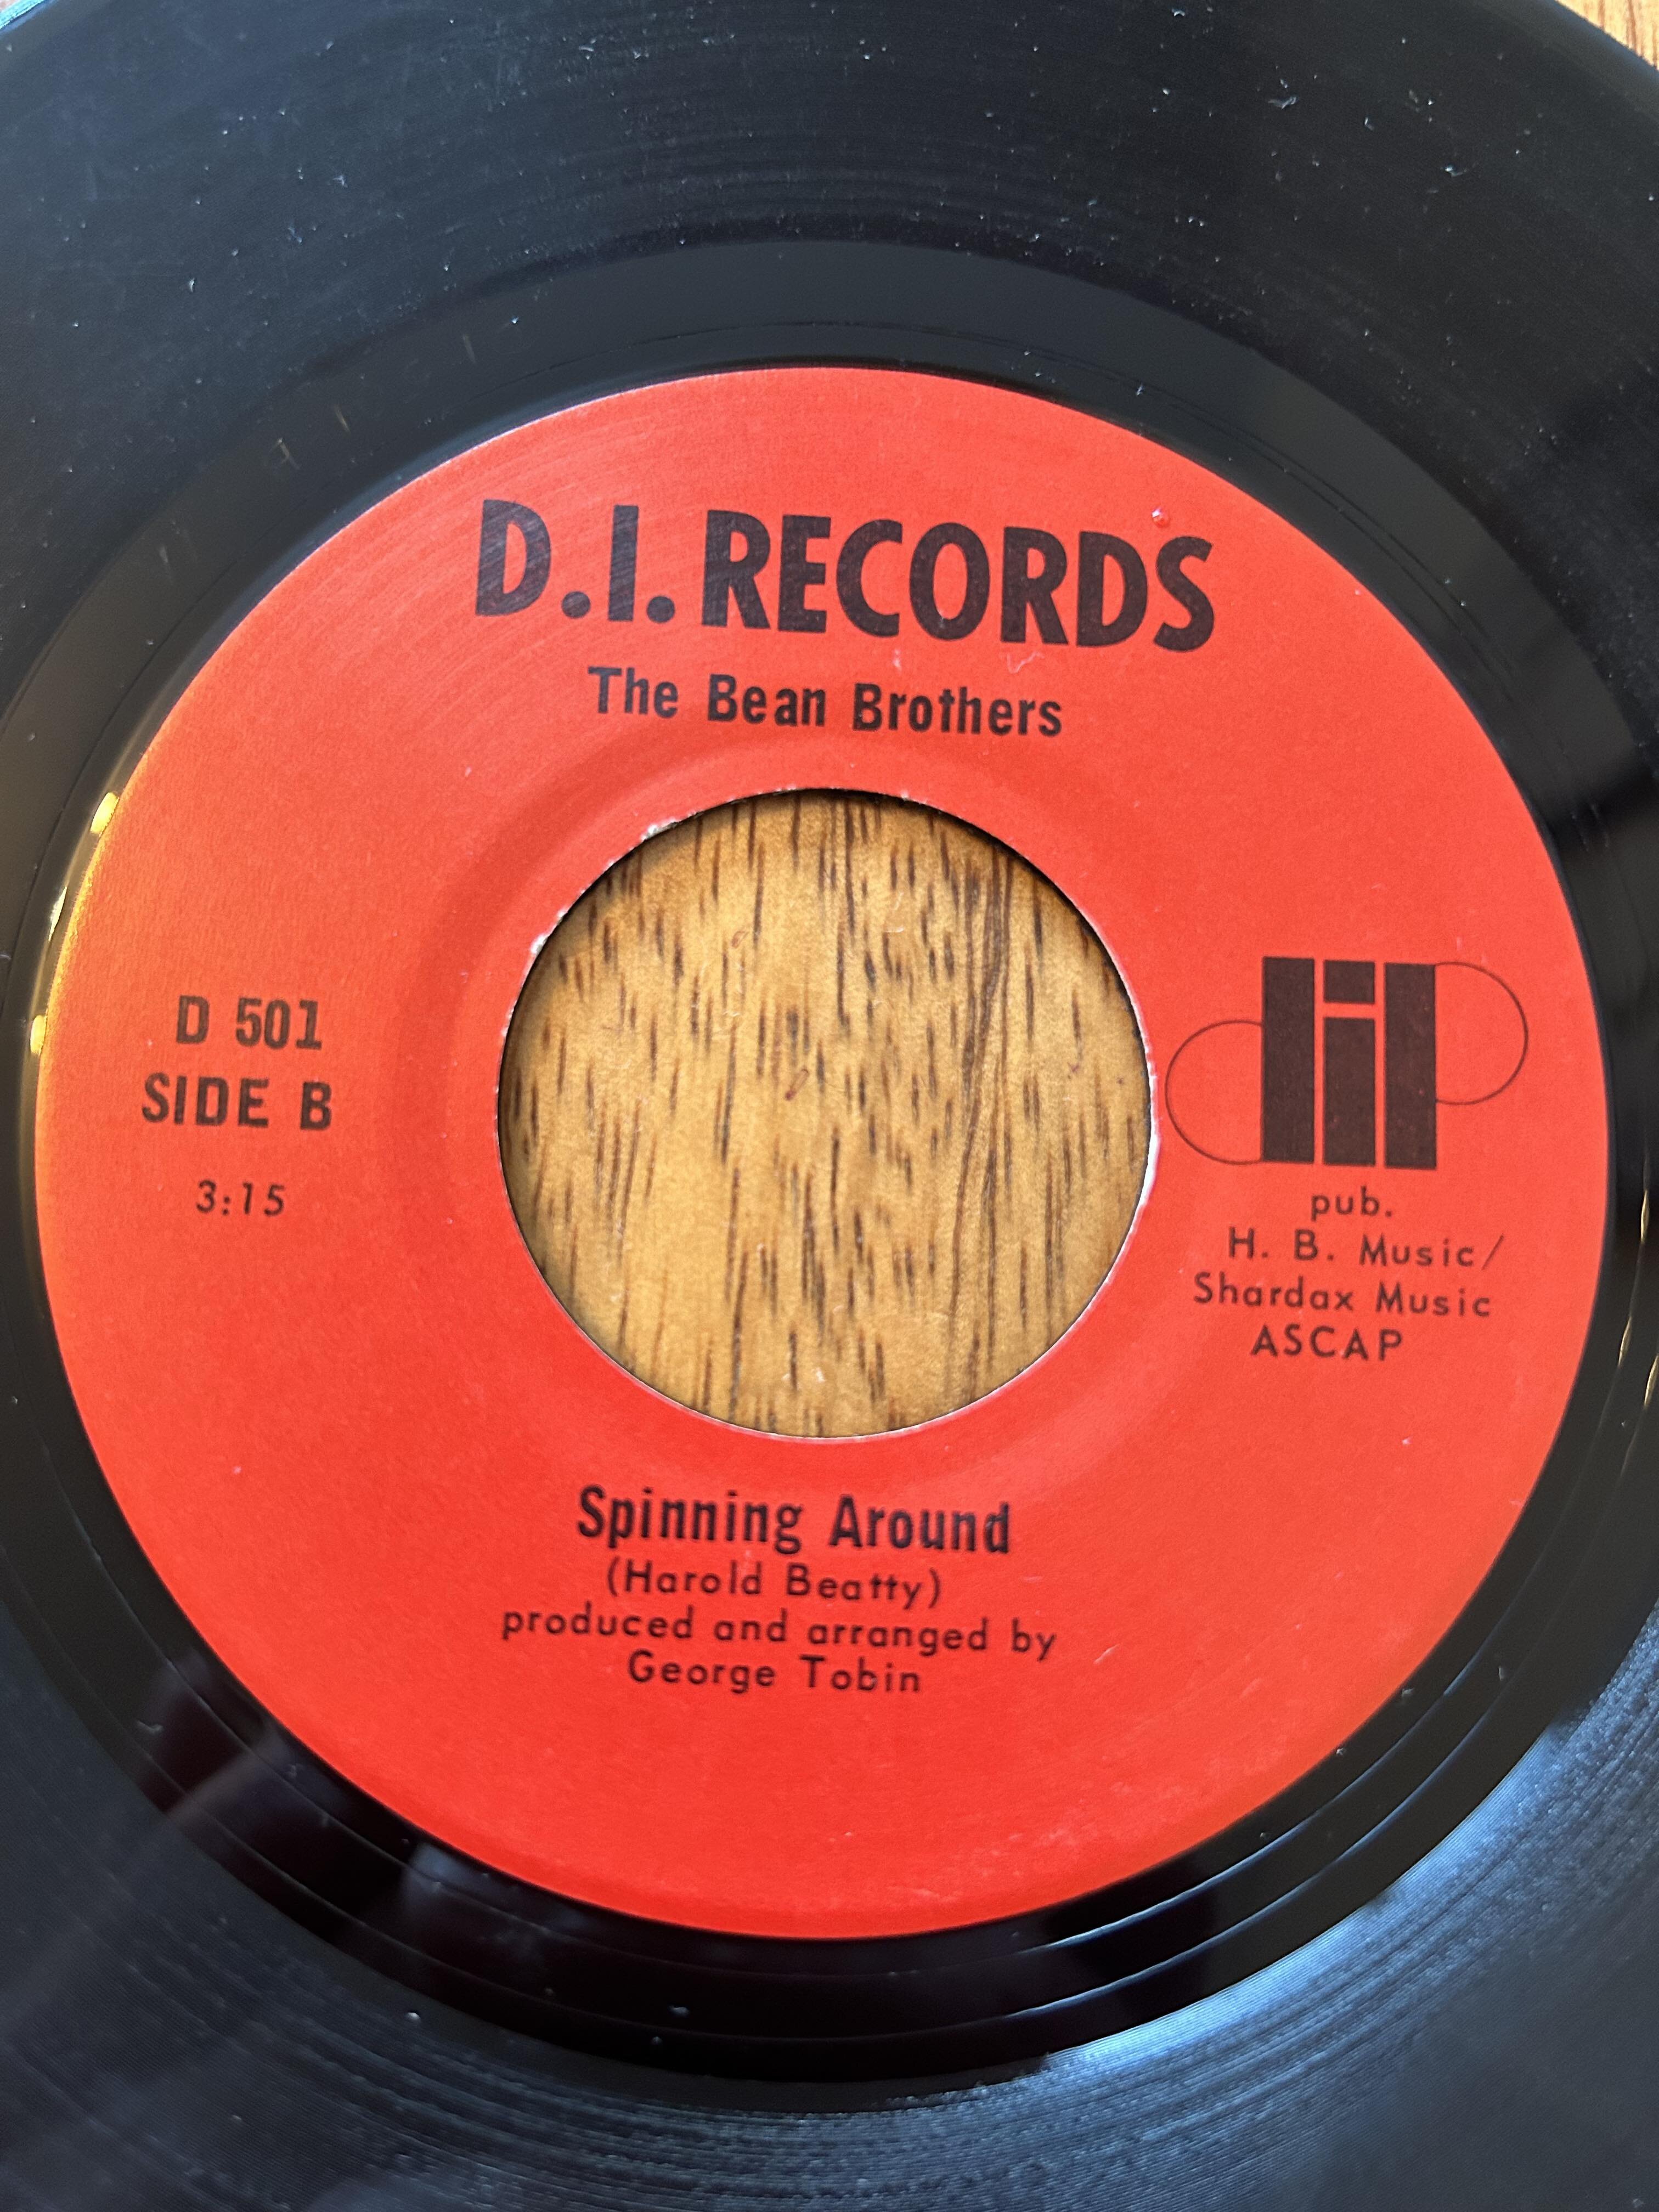 D.I. RECORDS
The Bean Brothers
D 501
SIDE B
3:15
dip
pub.
H. B. Music/
Shardax Music
ASCAP
Spinning Around
(Harold Beatty)
produced and arranged by
George Tobin